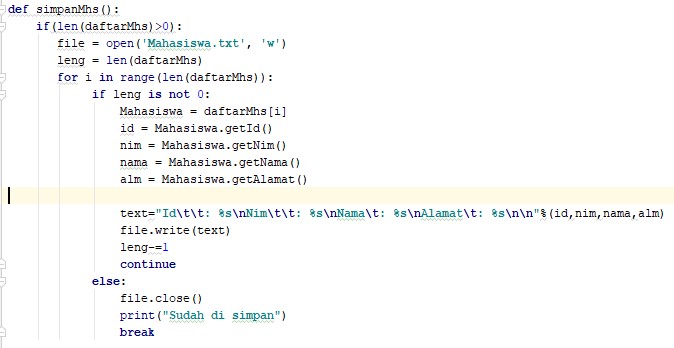 def simpanMhs():
    if(len(daftarMhs)>0):
        file = open('Mahasiswa.txt', 'w')
        leng = len(daftarMhs)
        for i in range(len(daftarMhs)):
            if leng is not 0:
                Mahasiswa = daftarMhs[i]
                id = Mahasiswa.getId()
                nim = Mahasiswa.getNim()
                nama = Mahasiswa.getNama()
                alm = Mahasiswa.getAlamat()
                text="Id\t\t: %s\nNim\t\t: %s\nNama\t: %s\nAlamat\t: %s\n\n"%(id,nim,nama,alm)
                file.write(text)
                leng-=1
                continue
            else:
                file.close()
                print("Sudah di simpan")
                break